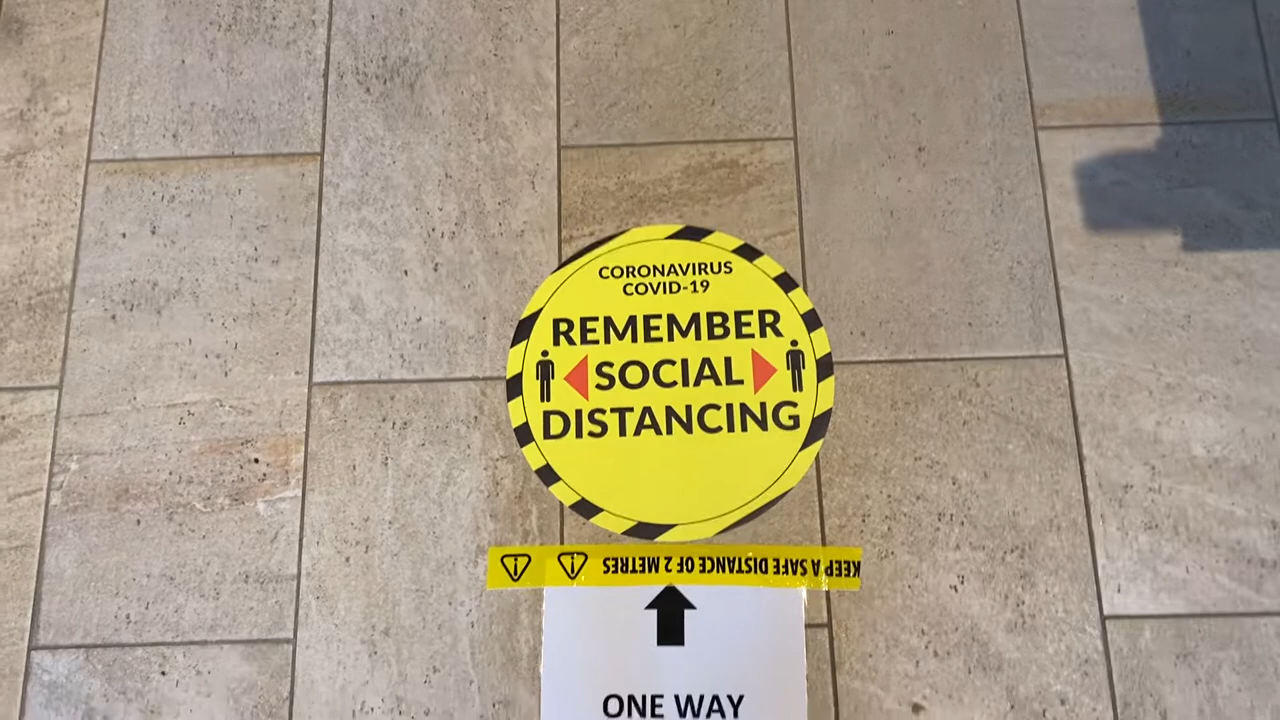 CORONAVIRUS
COVID-19
REMEMBER
SOCIAL
DISTANCING
KEEP A SAFE DISTANCE OF 2 METRES
ONE WAY